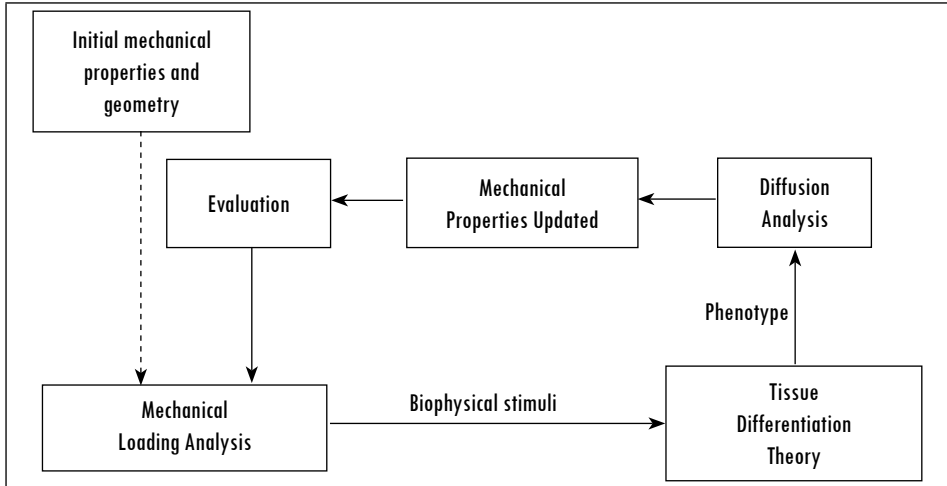 Initial mechanical
properties and
geometry
Evaluation
Mechanical
Properties Updated
Diffusion
Analysis
Phenotype
Mechanical
Loading Analysis
Biophysical stimuli
Tissue
Differentiation
Theory